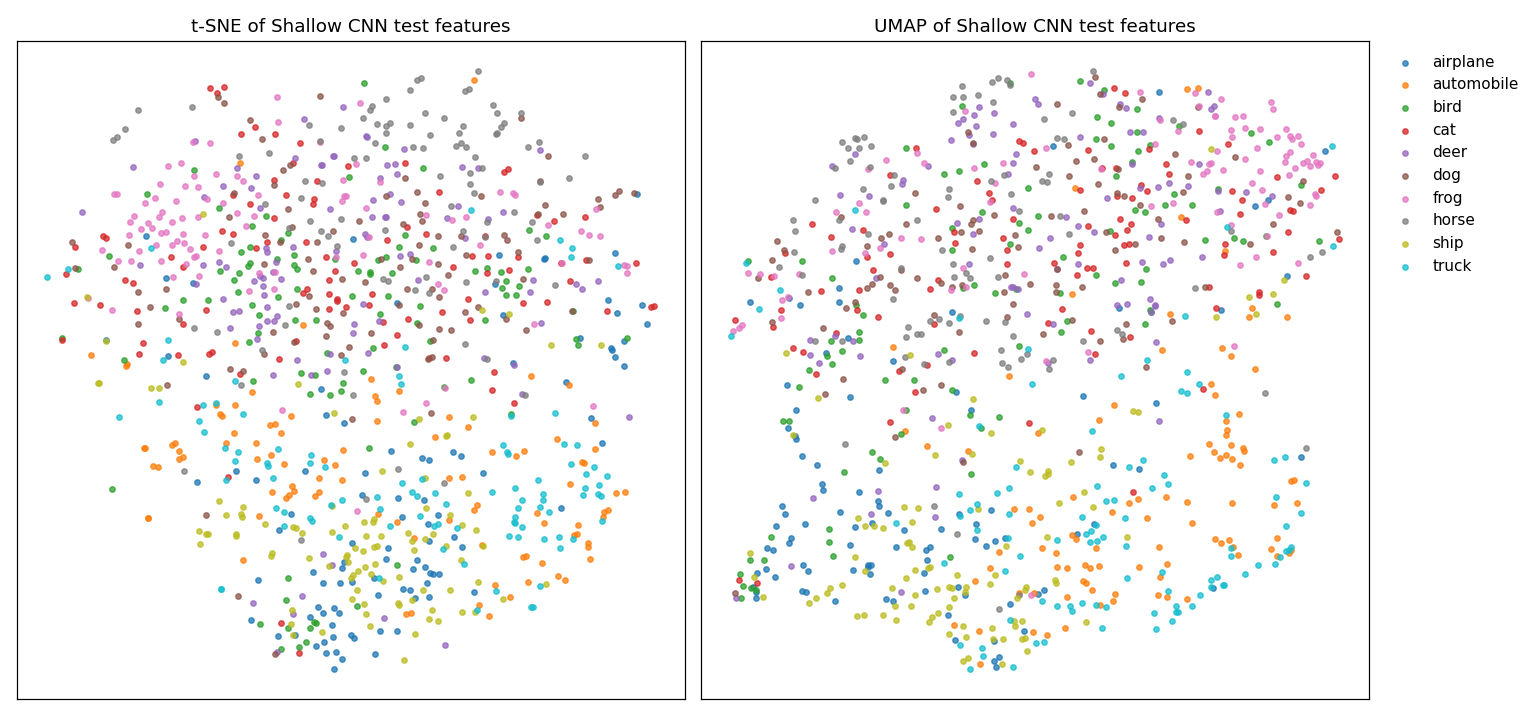 t-SNE of Shallow CNN test features
UMAP of Shallow CNN test features
airplane
automobile
bird
cat
deer
dog
frog
horse
ship
truck